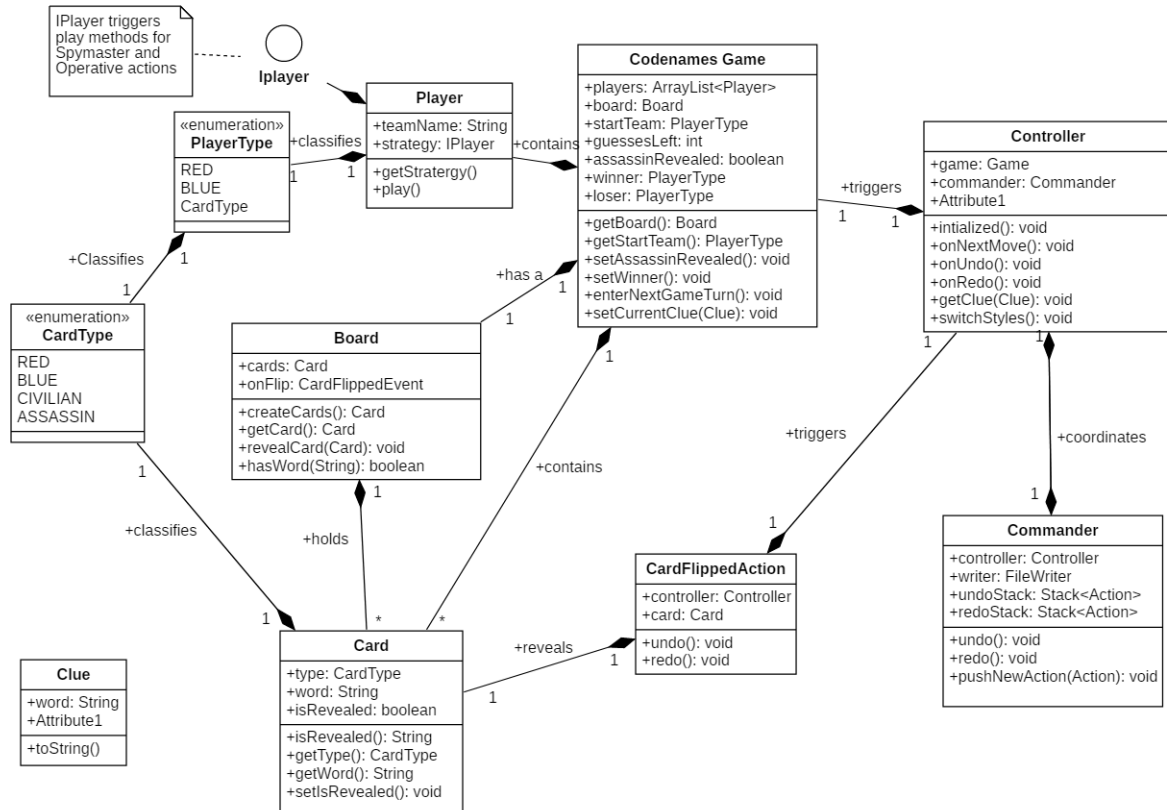 IPlayer triggers
play methods for
Spymaster and
Operative actions
Iplayer
Player
+teamName: String
+strategy: IPlayer
+getStratergy()
+play()
«enumeration»
PlayerType
RED
BLUE
CardType
+classifies
1
1
+contains
Codenames Game
+players: ArrayList<Player>
+board: Board
+startTeam: PlayerType
+guessesLeft: int
+assassinRevealed: boolean
+winner: PlayerType
+loser: PlayerType
+getBoard(): Board
+getStartTeam(): PlayerType
+setAssassinRevealed(): void
+setWinner(): void
+enterNextGameTurn(): void
+setCurrentClue(Clue): void
+triggers
1
1
Controller
+game: Game
+commander: Commander
+Attribute1
+intialized(): void
+onNextMove(): void
+onUndo(): void
+onRedo(): void
+getClue(Clue): void
+switchStyles(): void
+Classifies
1
1
«enumeration»
CardType
RED
BLUE
CIVILIAN
ASSASSIN
+has a
1
1
Board
+cards: Card
+onFlip: CardFlippedEvent
+createCards(): Card
+getCard(): Card
+revealCard(Card): void
+hasWord(String): boolean
1
+contains
*
1
+triggers
1
1
+coordinates
1
1
+classifies
1
1
+holds
*
CardFlippedAction
+controller: Controller
+card: Card
+undo(): void
+redo(): void
Commander
+controller: Controller
+writer: FileWriter
+undoStack: Stack<Action>
+redoStack: Stack<Action>
+undo(): void
+redo(): void
+pushNewAction(Action): void
+reveals
1
1
Card
+type: CardType
+word: String
+isRevealed: boolean
+isRevealed(): String
+getType(): CardType
+getWord(): String
+setIsRevealed(): void
Clue
+word: String
+Attribute1
+toString()